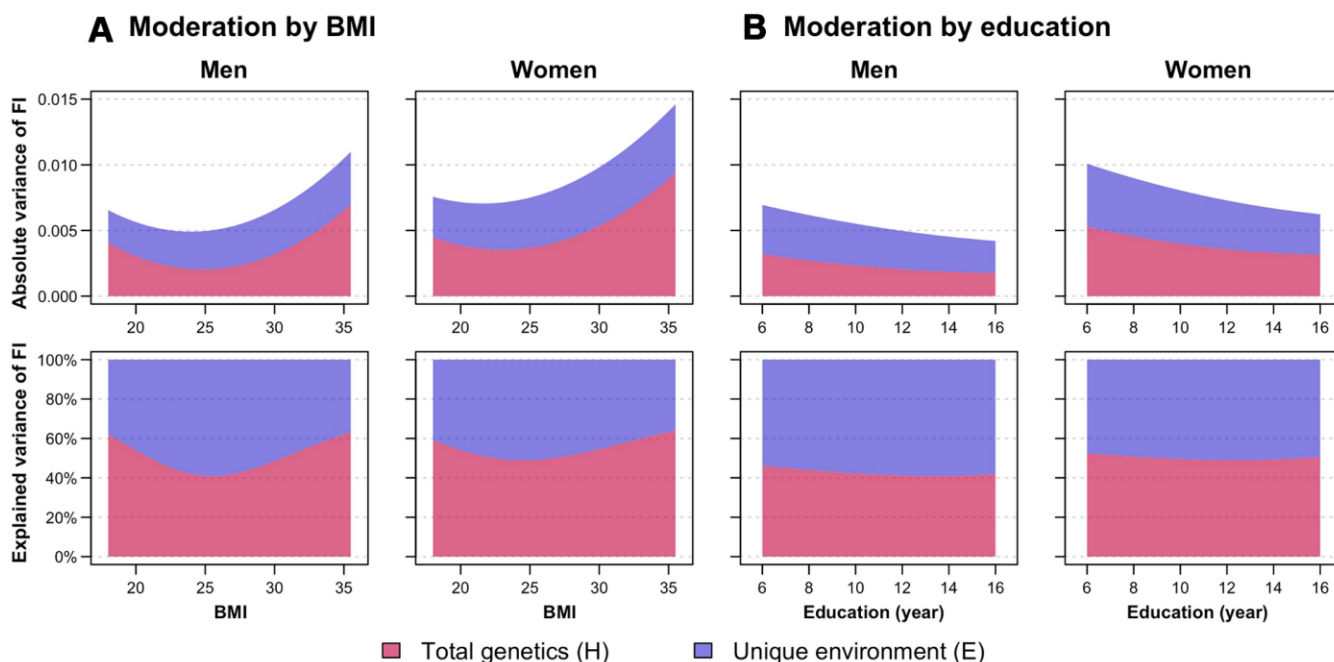 A Moderation by BMI
B Moderation by education
Men
Women
Men
Women
Absolute variance of FI
0.015
0.010
0.005
0.000
20 25 30 35
20 25 30 35
6 8 10 12 14 16
6 8 10 12 14 16
Explained variance of FI
100%
80%
60%
40%
20%
0%
20 25 30 35
20 25 30 35
6 8 10 12 14 16
6 8 10 12 14 16
BMI
BMI
Education (year)
Education (year)
Total genetics (H)
Unique environment (E)